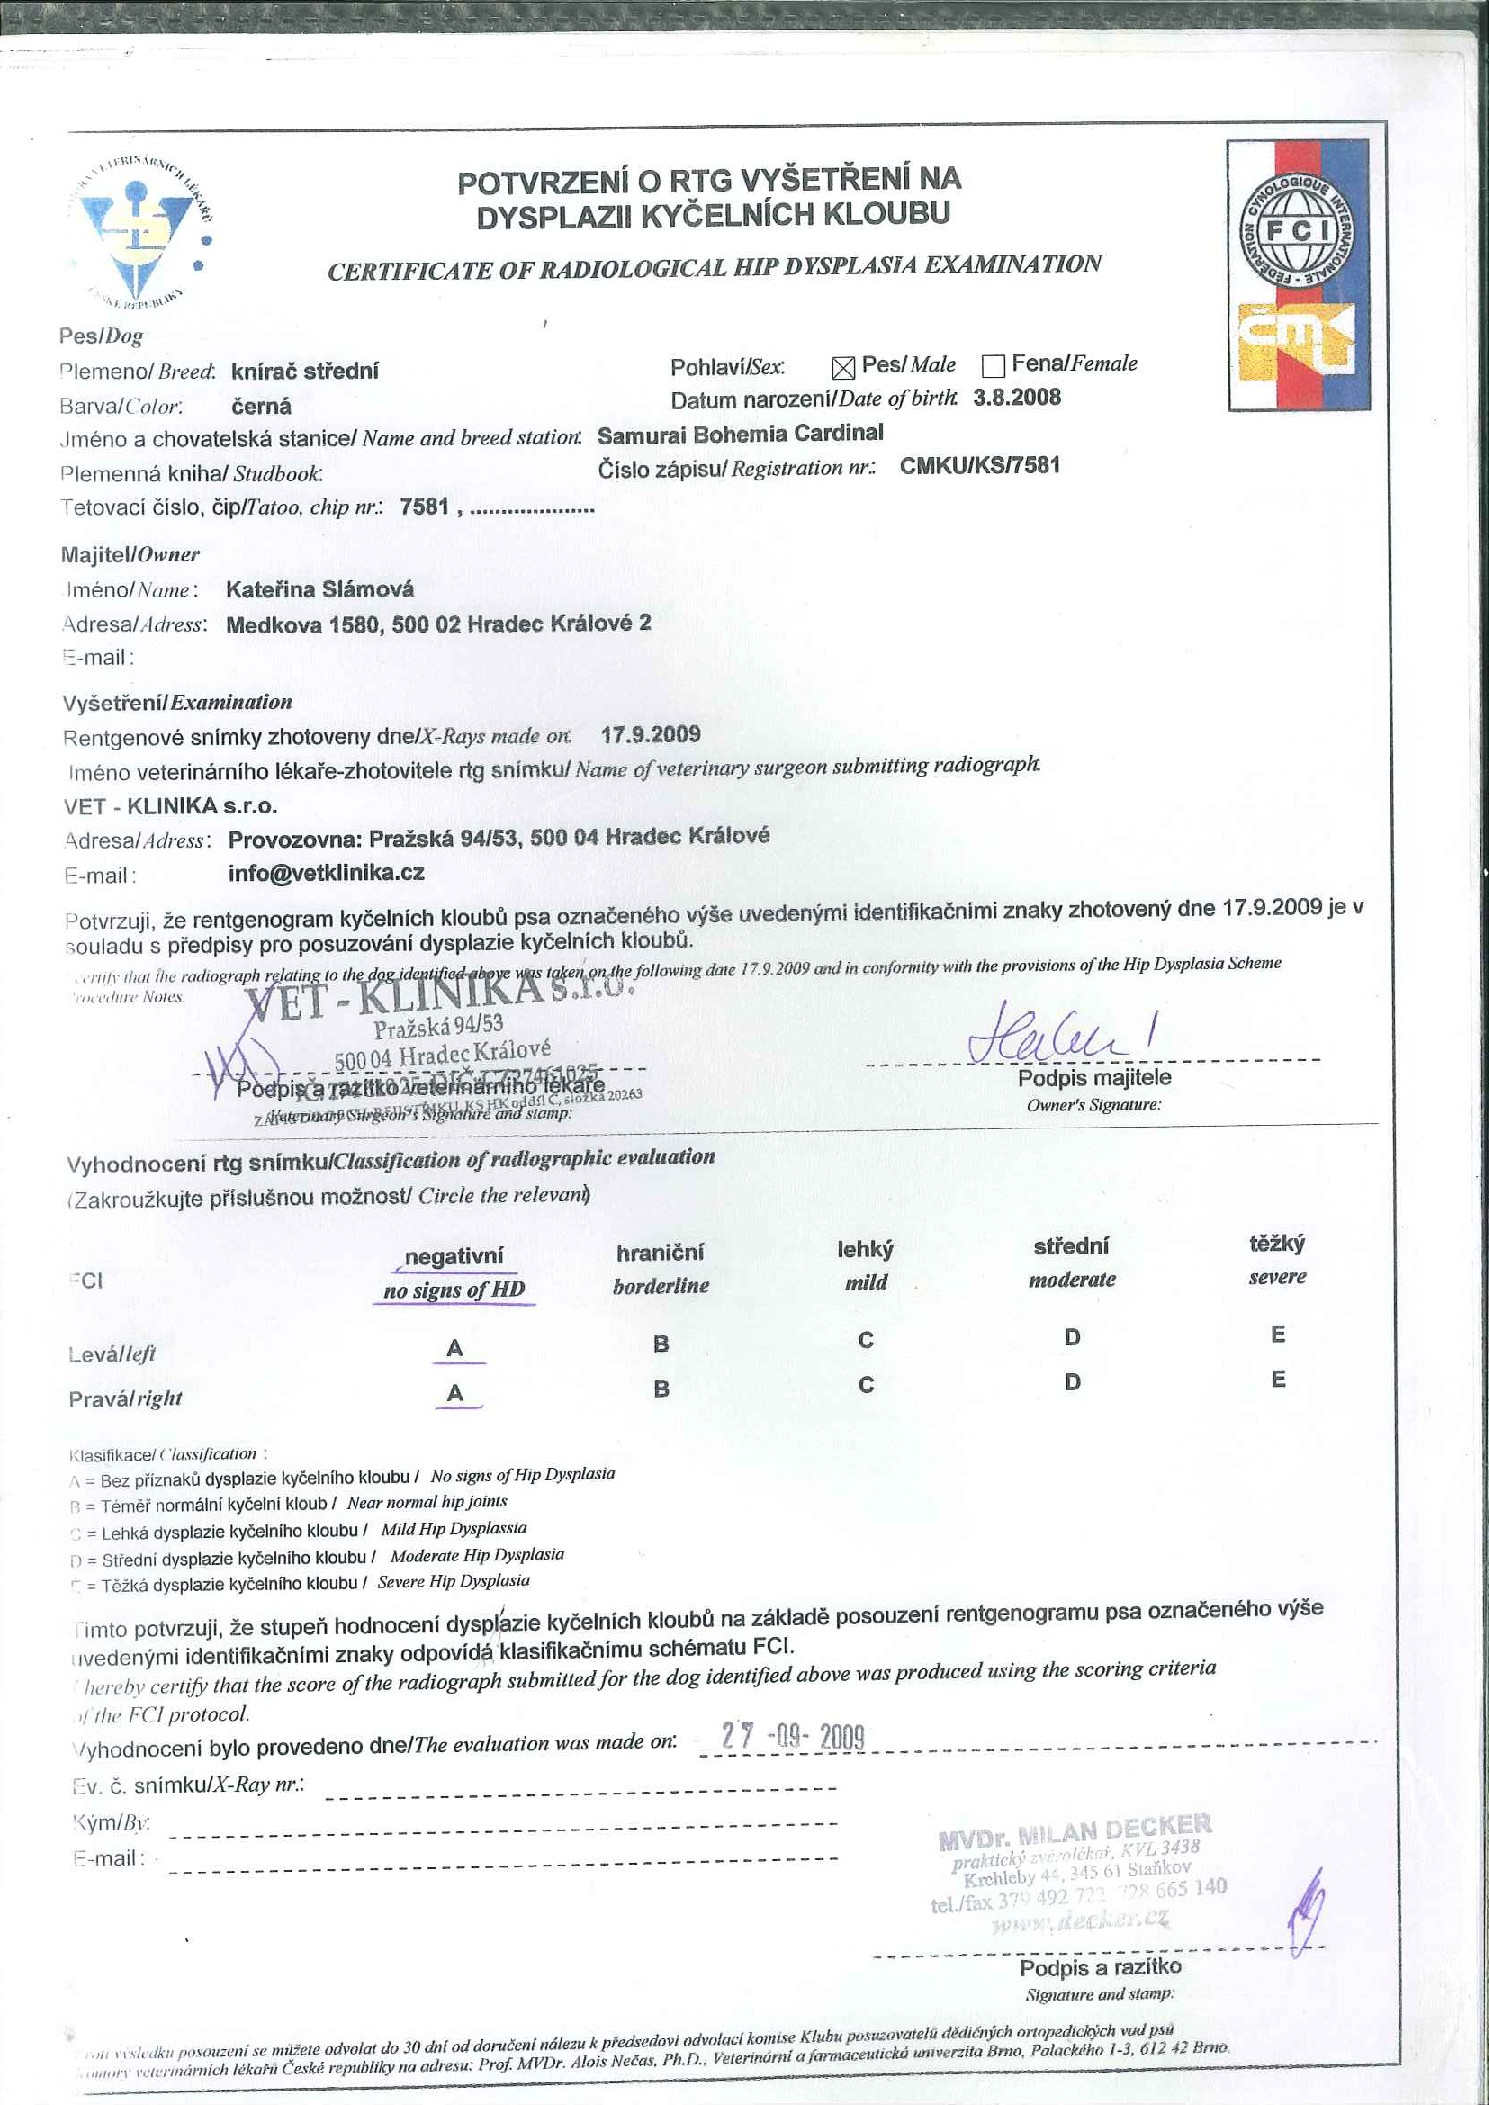 POTVRZENÍ O RTG VYŠETŘENÍ NA
DYSPLAZII KYČELNÍCH KLOUBU
CERTIFICATE OF RADIOLOGICAL HIP DYSPLASIA EXAMINATION
FEDERATION CYNOLOGIQUE INTERNATIONALE
FCI
ČMKU
Pes/Dog
Plemeno/Breed: knírač střední
Pohlaví/Sex: ☒ Pes/Male ☐ Fena/Female
Barva/Color: černá
Datum narození/Date of birth: 3.8.2008
Jméno a chovatelská stanice/ Name and breed station: Samurai Bohemia Cardinal
Plemenná kniha/ Studbook:
Číslo zápisu/ Registration nr.: CMKU/KS/7581
Tetovací číslo, čip/Tatoo, chip nr.: 7581 , ....................
Majitel/Owner
Jméno/Name: Kateřina Slámová
Adresa/Adress: Medkova 1580, 500 02 Hradec Králové 2
E-mail:
Vyšetření/Examination
Rentgenové snímky zhotoveny dne/X-Rays made on: 17.9.2009
Jméno veterinárního lékaře-zhotovitele rtg snímku/ Name of veterinary surgeon submitting radiograph
VET - KLINIKA s.r.o.
Adresa/Adress: Provozovna: Pražská 94/53, 500 04 Hradec Králové
E-mail: info@vetklinika.cz
Potvrzuji, že rentgenogram kyčelních kloubů psa označeného výše uvedenými identifikačními znaky zhotovený dne 17.9.2009 je v
souladu s předpisy pro posuzování dysplazie kyčelních kloubů.
certify that the radiograph relating to the dog identified above was taken on the following date 17.9.2009 and in conformity with the provisions of the Hip Dysplasia Scheme
Procedure Notes.
VET - KLINIKA s.r.o.
Pražská 94/53
500 04 Hradec Králové
Podpis a razítko veterinárního lékaře
Veterinary Surgeon's Signature and stamp:
KS HK oddíl C, složka 20263
Podpis majitele
Owner's Signature:
Vyhodnocení rtg snímku/Classification of radiographic evaluation
(Zakroužkujte příslušnou možnost/ Circle the relevant)
FCI
negativní hraniční lehký střední těžký
no signs of HD borderline mild moderate severe
Levá/left A B C D E
Pravá/right A B C D E
Klasifikace/ Classification :
A = Bez příznaků dysplazie kyčelního kloubu / No signs of Hip Dysplasia
B = Téměř normální kyčelní kloub / Near normal hip joints
C = Lehká dysplazie kyčelního kloubu / Mild Hip Dysplassia
D = Střední dysplazie kyčelního kloubu / Moderate Hip Dysplasia
E = Těžká dysplazie kyčelního kloubu / Severe Hip Dysplasia
Tímto potvrzuji, že stupeň hodnocení dysplazie kyčelních kloubů na základě posouzení rentgenogramu psa označeného výše
uvedenými identifikačními znaky odpovídá klasifikačnímu schématu FCI.
I hereby certify that the score of the radiograph submitted for the dog identified above was produced using the scoring criteria
of the FCI protocol.
Vyhodnocení bylo provedeno dne/The evaluation was made on: 27 -09- 2009
Ev. č. snímku/X-Ray nr.:
Kým/By:
E-mail:
MVDr. MILAN DECKER
praktický zvěrolékař, KVL 3438
Krchleby 44, 345 61 Staňkov
tel./fax 379 492 722, 728 665 140
www.decker.cz
Podpis a razítko
Signature and stamp:
výsledku posouzení se můžete odvolat do 30 dní od doručení nálezu k předsedovi odvolací komise Klubu posuzovatelů dědičných ortopedických vad psů
Komory veterinárních lékařů České republiky na adresu: Prof. MVDr. Alois Nečas, Ph.D., Veterinární a farmaceutická univerzita Brno, Palackého 1-3, 612 42 Brno.